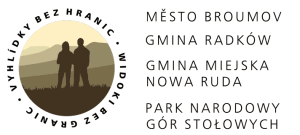 VYHLÍDKY BEZ HRANIC • WIDOKI BEZ GRANIC •
MĚSTO BROUMOV
GMINA RADKÓW
GMINA MIEJSKA
NOWA RUDA
PARK NARODOWY
GÓR STOŁOWYCH